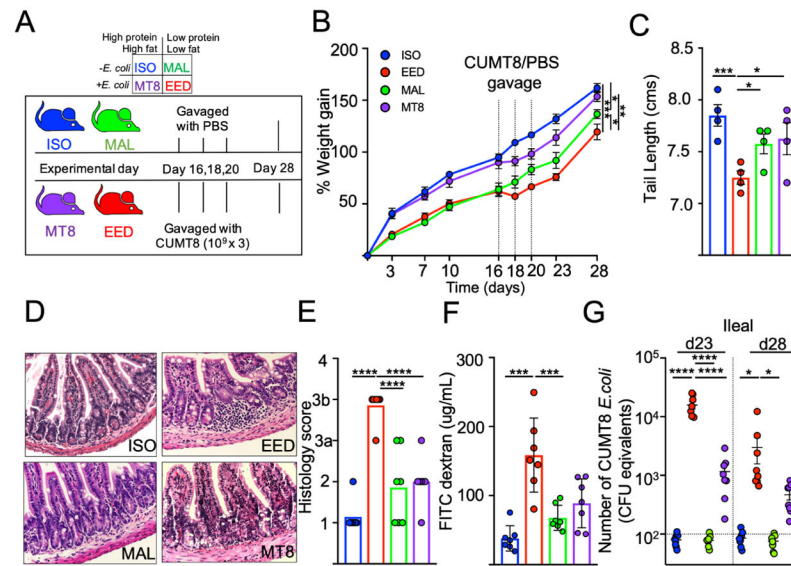 A
High protein
High fat
Low protein
Low fat
-E. coli
ISO
MAL
+E. coli
MT8
EED
Gavaged
with PBS
ISO
MAL
Experimental day
Day 16,18,20
Day 28
MT8
EED
Gavaged with
CUMT8 (10⁹ x 3)
B
% Weight gain
200
150
100
50
ISO
EED
MAL
MT8
CUMT8/PBS
gavage
*
***
*
**
3
7
10
16
18
20
23
28
Time (days)
C
Tail Length (cms)
8.5
8.0
7.5
7.0
***
*
*
D
ISO
EED
MAL
MT8
E
Histology score
4
3b
3a
2
1
0
****
****
****
F
FITC dextran (ug/mL)
300
200
100
0
***
***
G
Ileal
d23
d28
Number of CUMT8 E.coli
(CFU eqivalents)
10⁵
10⁴
10³
10²
****
****
****
*
*